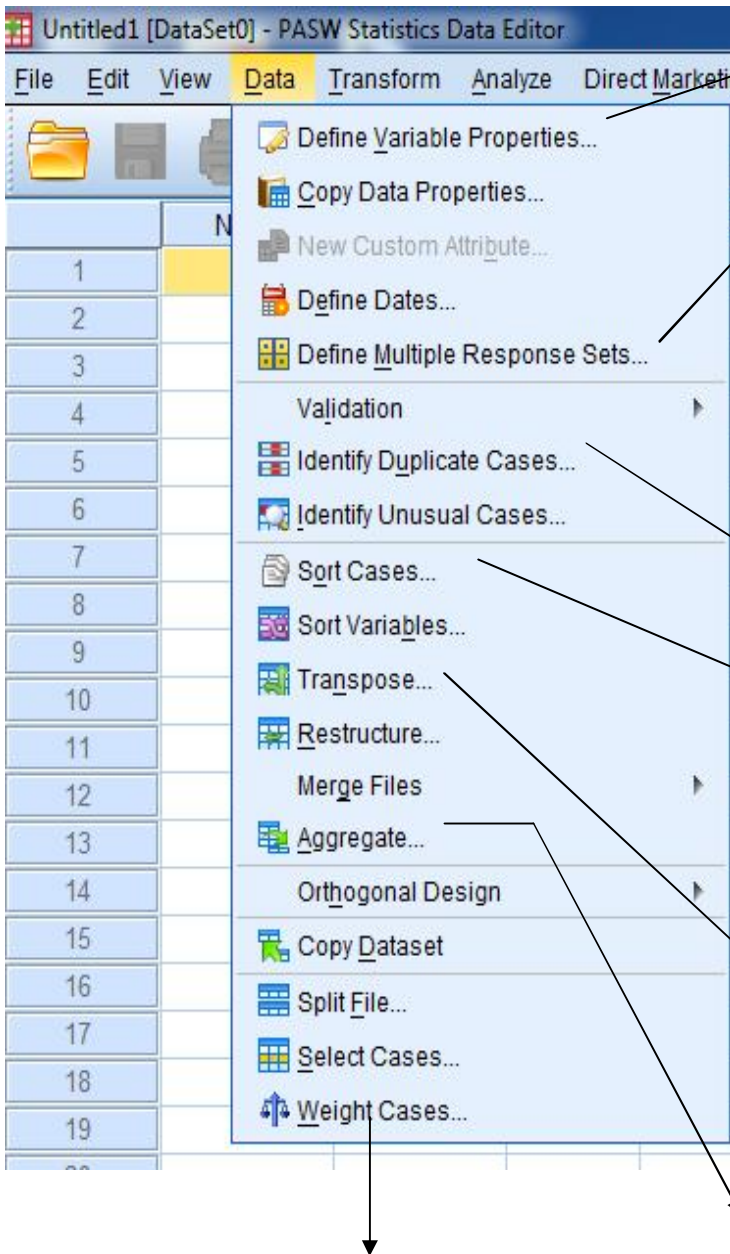 Untitled1 [DataSet0] - PASW Statistics Data Editor
File Edit View Data Transform Analyze Direct Marketi
Define Variable Properties...
Copy Data Properties...
N
New Custom Attribute...
1
Define Dates...
2
Define Multiple Response Sets...
3
Validation
4
Identify Duplicate Cases...
5
Identify Unusual Cases...
6
7
Sort Cases...
8
Sort Variables...
9
Transpose...
10
Restructure...
11
Merge Files
12
Aggregate...
13
Orthogonal Design
14
Copy Dataset
15
Split File...
16
17
Select Cases...
18
Weight Cases...
19